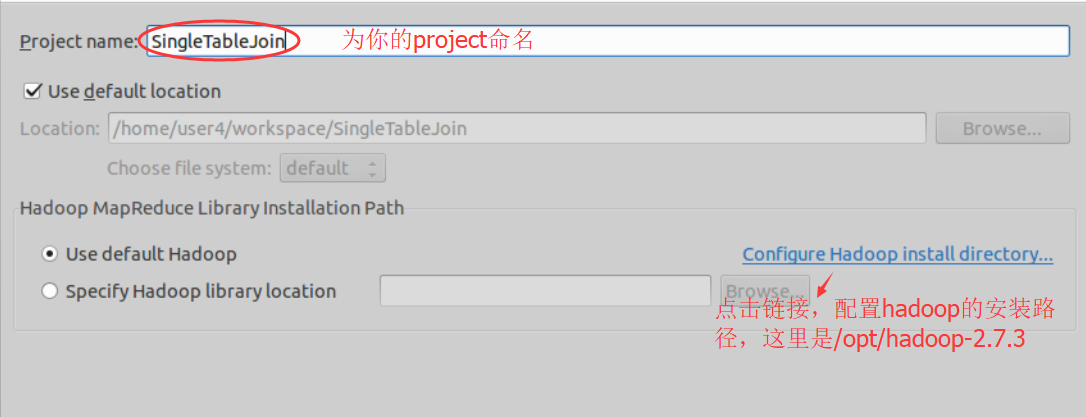 Project name: SingleTableJoin 为你的project命名
Use default location
Location: /home/user4/workspace/SingleTableJoin Browse...
Choose file system: default
Hadoop MapReduce Library Installation Path
Use default Hadoop Configure Hadoop install directory...
Specify Hadoop library location Browse...
点击链接，配置hadoop的安装路
径，这里是/opt/hadoop-2.7.3